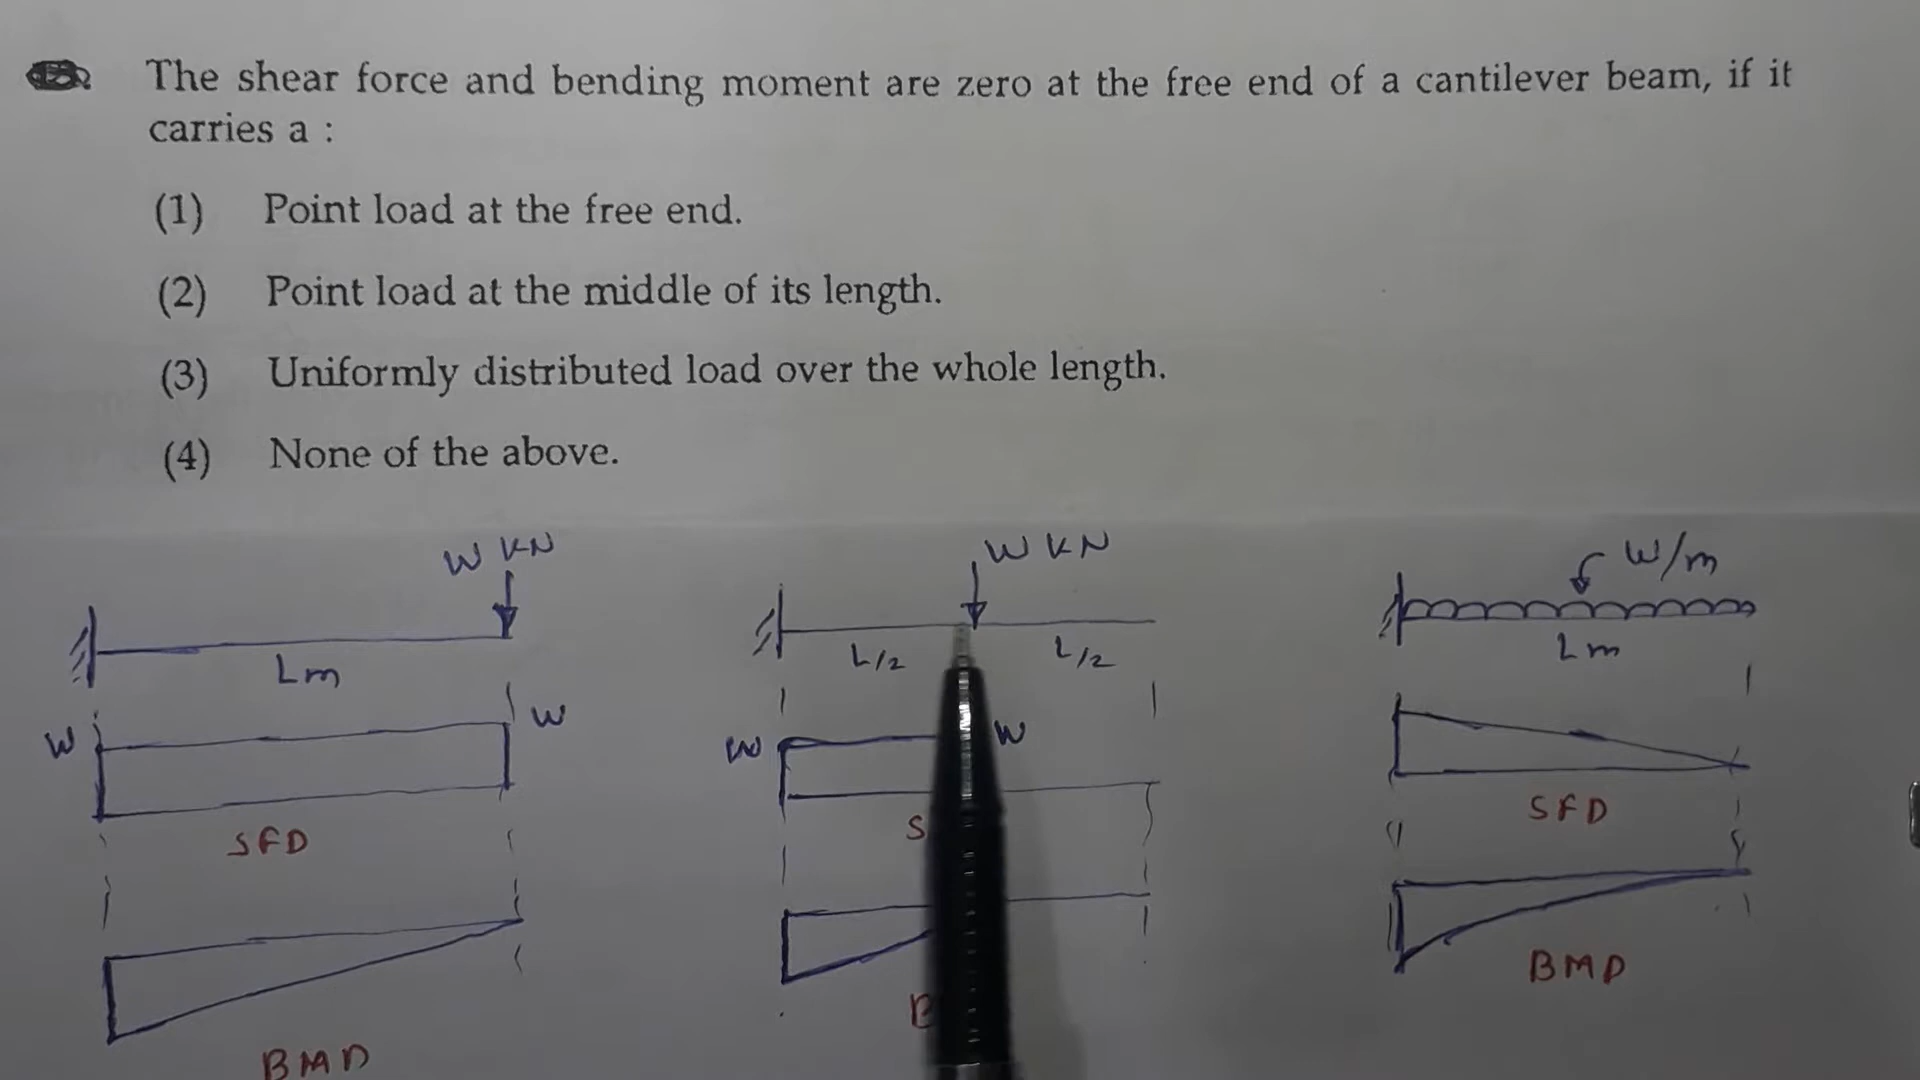 The shear force and bending moment are zero at the free end of a cantilever beam, if it
carries a :
(1) Point load at the free end.
(2) Point load at the middle of its length.
(3) Uniformly distributed load over the whole length.
(4) None of the above.
W KN
W KN
W/m
Lm
L/2
L/2
Lm
W
W
W
W
SFD
SFD
BMD
BMD